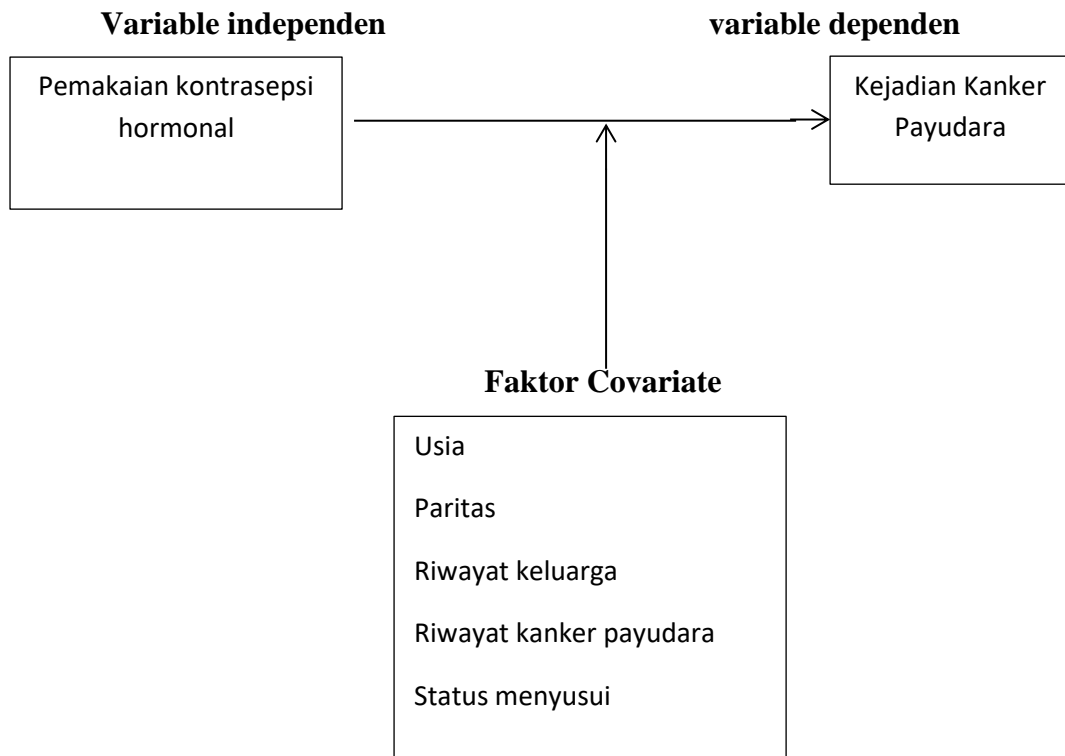 Variable independen
variable dependen
Pemakaian kontrasepsi
hormonal
Kejadian Kanker
Payudara
Faktor Covariate
Usia
Paritas
Riwayat keluarga
Riwayat kanker payudara
Status menyusui